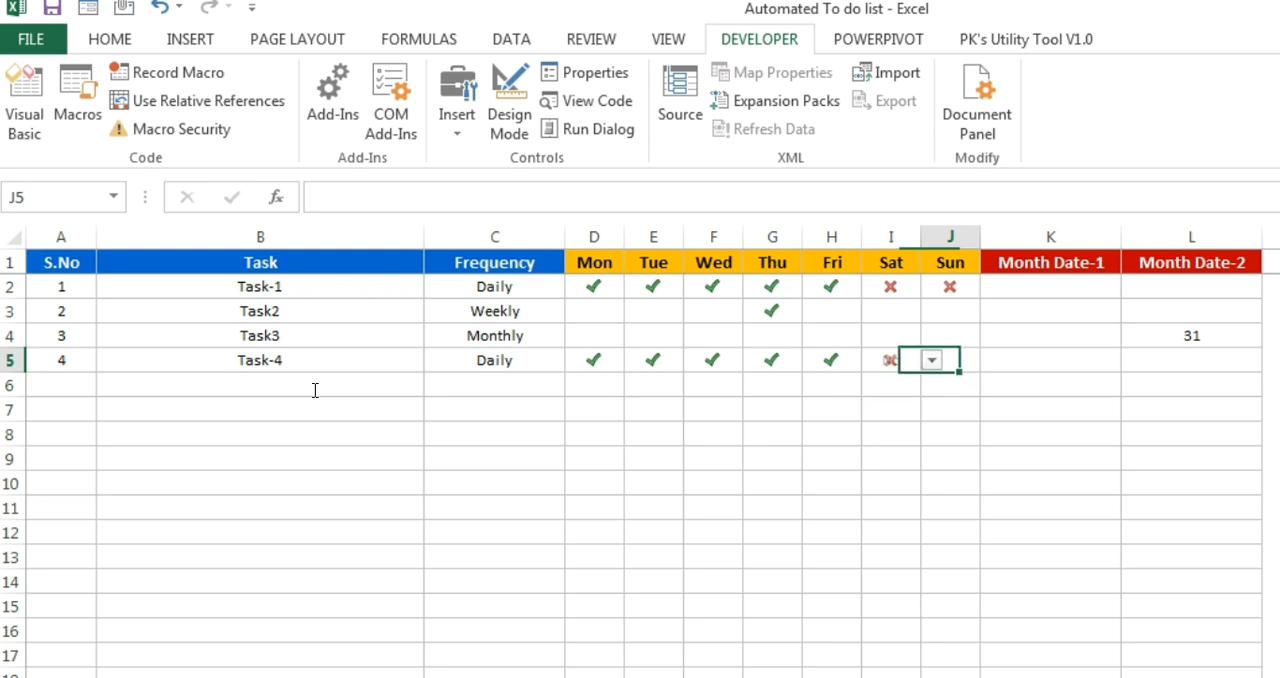 Automated To do list - Excel
FILE HOME INSERT PAGE LAYOUT FORMULAS DATA REVIEW VIEW DEVELOPER POWERPIVOT PK's Utility Tool V1.0
Visual Basic
Macros
Record Macro
Use Relative References
Macro Security
Code
Add-Ins
COM Add-Ins
Add-Ins
Insert
Design Mode
Properties
View Code
Run Dialog
Controls
Source
Map Properties
Expansion Packs
Refresh Data
Import
Export
XML
Document Panel
Modify
J5 fx
A B C D E F G H I J K L
1 S.No Task Frequency Mon Tue Wed Thu Fri Sat Sun Month Date-1 Month Date-2
2 1 Task-1 Daily
3 2 Task2 Weekly
4 3 Task3 Monthly 31
5 4 Task-4 Daily
6
7
8
9
10
11
12
13
14
15
16
17